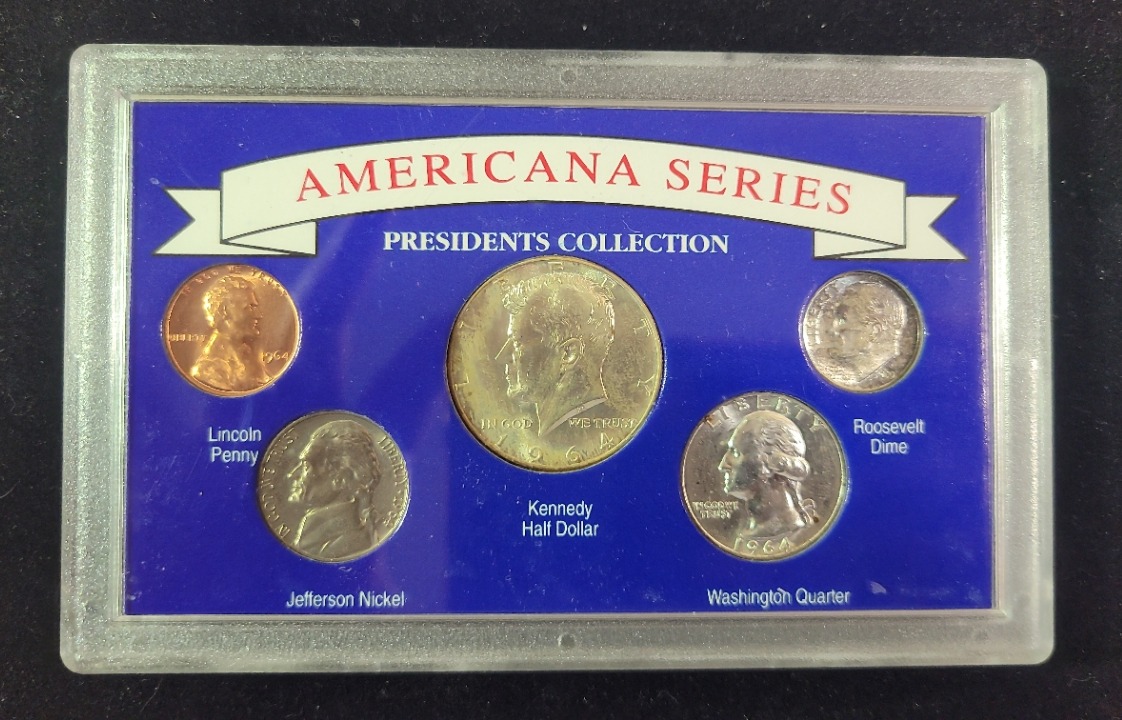 AMERICANA SERIES
PRESIDENTS COLLECTION
LIBERTY
1964
Lincoln
Penny
LIBERTY
Jefferson Nickel
LIBERTY
IN GOD WE TRUST
1964
Kennedy
Half Dollar
LIBERTY
IN GOD WE
TRUST
1964
Washington Quarter
Roosevelt
Dime